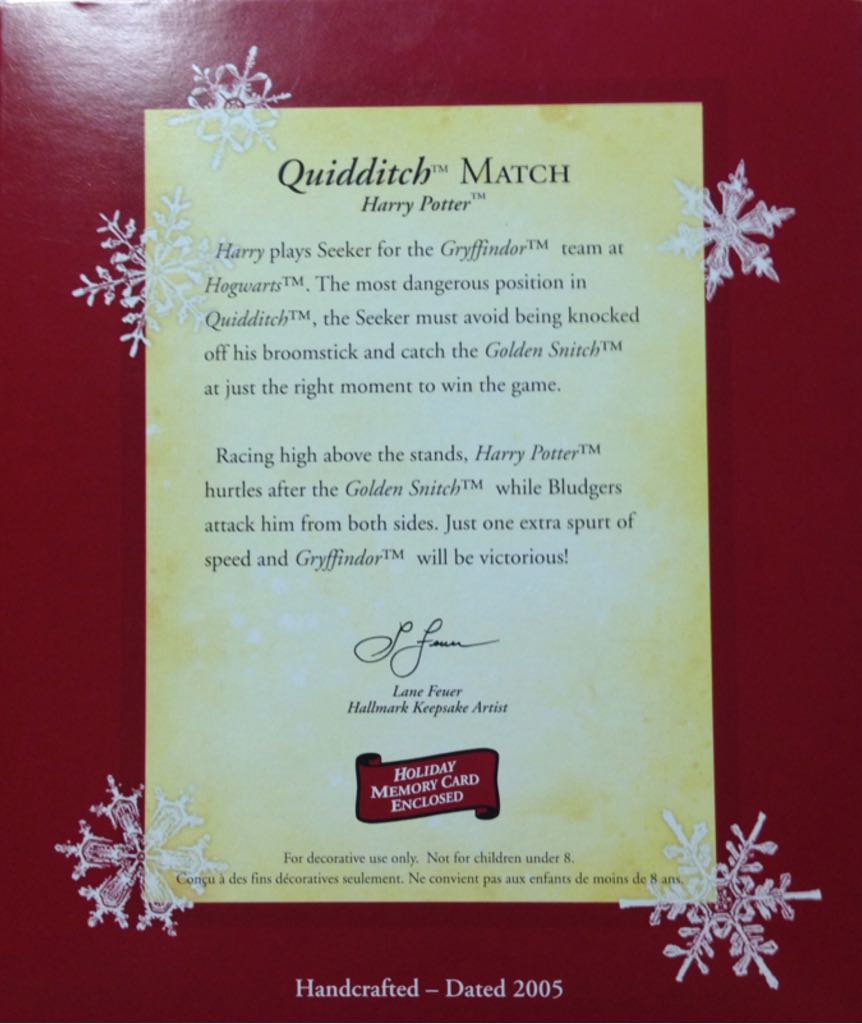 Quidditch™ MATCH
Harry Potter™
Harry plays Seeker for the Gryffindor™ team at
Hogwarts™. The most dangerous position in
Quidditch™, the Seeker must avoid being knocked
off his broomstick and catch the Golden Snitch™
at just the right moment to win the game.
Racing high above the stands, Harry Potter™
hurtles after the Golden Snitch™ while Bludgers
attack him from both sides. Just one extra spurt of
speed and Gryffindor™ will be victorious!
L Feuer
Lane Feuer
Hallmark Keepsake Artist
HOLIDAY
MEMORY CARD
ENCLOSED
For decorative use only. Not for children under 8.
Conçu à des fins décoratives seulement. Ne convient pas aux enfants de moins de 8 ans.
Handcrafted – Dated 2005